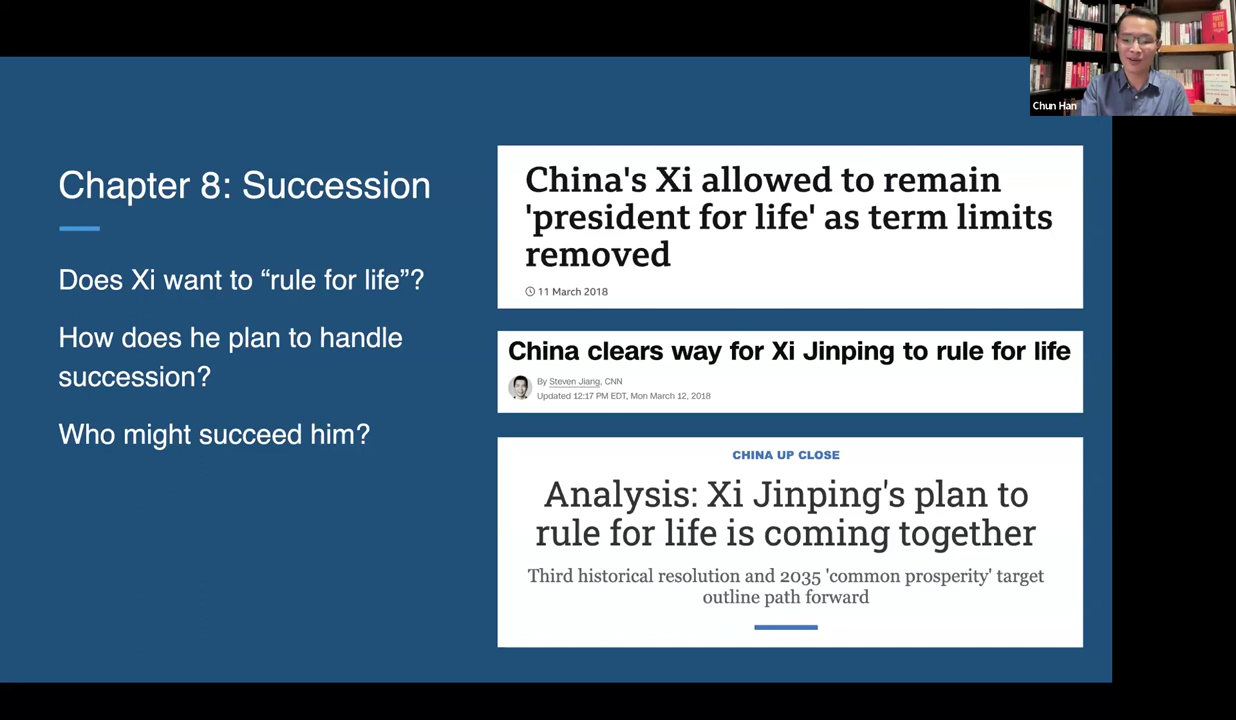 Chapter 8: Succession
Does Xi want to “rule for life”?
How does he plan to handle
succession?
Who might succeed him?
China's Xi allowed to remain
'president for life' as term limits
removed
11 March 2018
China clears way for Xi Jinping to rule for life
By Steven Jiang, CNN
Updated 12:17 PM EDT, Mon March 12, 2018
CHINA UP CLOSE
Analysis: Xi Jinping's plan to
rule for life is coming together
Third historical resolution and 2035 'common prosperity' target
outline path forward
Chun Han